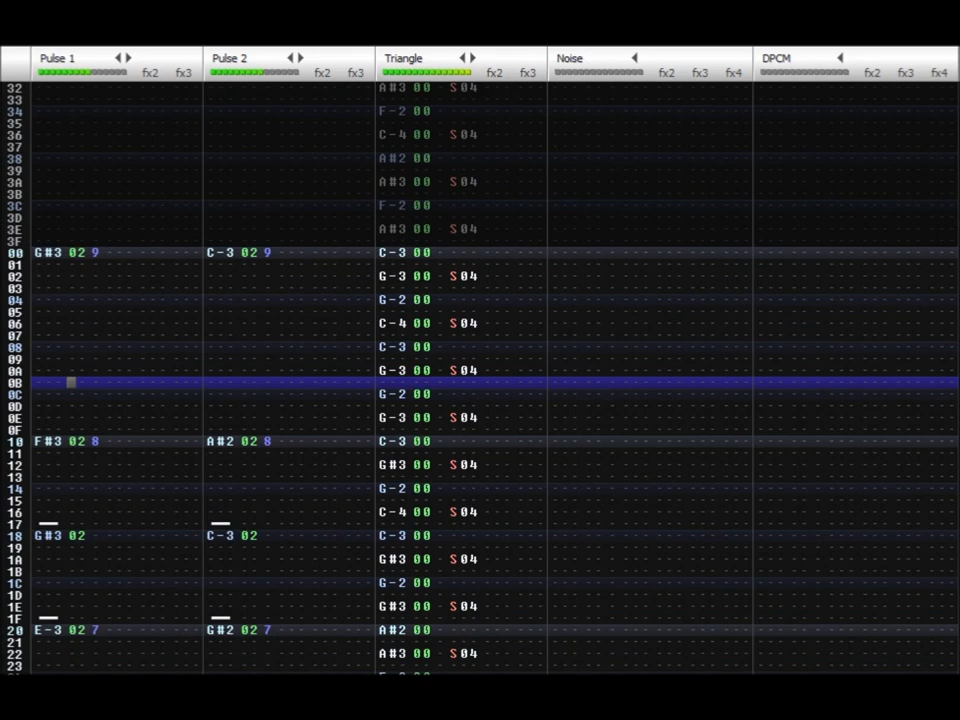 Pulse 1 Pulse 2 Triangle Noise DPCM
fx2 fx3 fx2 fx3 fx2 fx3 fx2 fx3 fx4 fx2 fx3 fx4
32 A#3 00 S04
33
34 F-2 00
35
36 C-4 00 S04
37
38 A#2 00
39
3A A#3 00 S04
3B
3C F-2 00
3D
3E A#3 00 S04
3F
00 G#3 02 9 C-3 02 9 C-3 00
01
02 G-3 00 S04
03
04 G-2 00
05
06 C-4 00 S04
07
08 C-3 00
09
0A G-3 00 S04
0B
0C G-2 00
0D
0E G-3 00 S04
0F
10 F#3 02 8 A#2 02 8 C-3 00
11
12 G#3 00 S04
13
14 G-2 00
15
16 C-4 00 S04
17
18 G#3 02 C-3 02 C-3 00
19
1A G#3 00 S04
1B
1C G-2 00
1D
1E G#3 00 S04
1F
20 E-3 02 7 G#2 02 7 A#2 00
21
22 A#3 00 S04
23